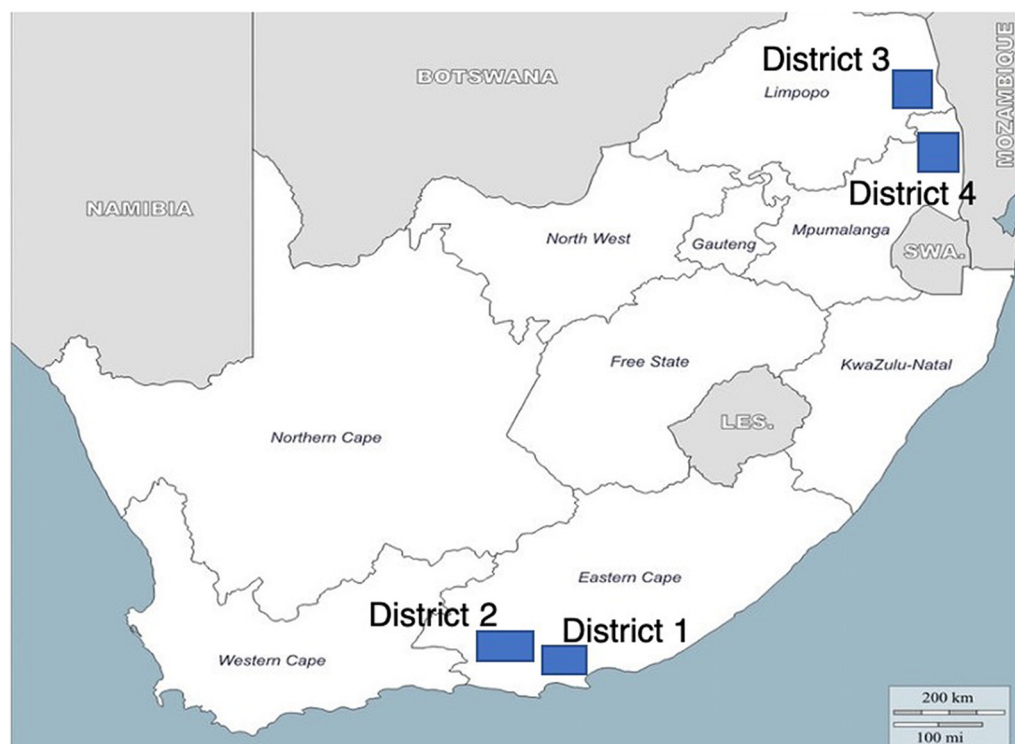 MOZAMBIQUE
District 3
BOTSWANA
Limpopo
District 4
NAMIBIA
North West
Gauteng
Mpumalanga
SWA.
Free State
KwaZulu-Natal
Northern Cape
LES.
Eastern Cape
District 2
District 1
Western Cape
200 km
100 mi